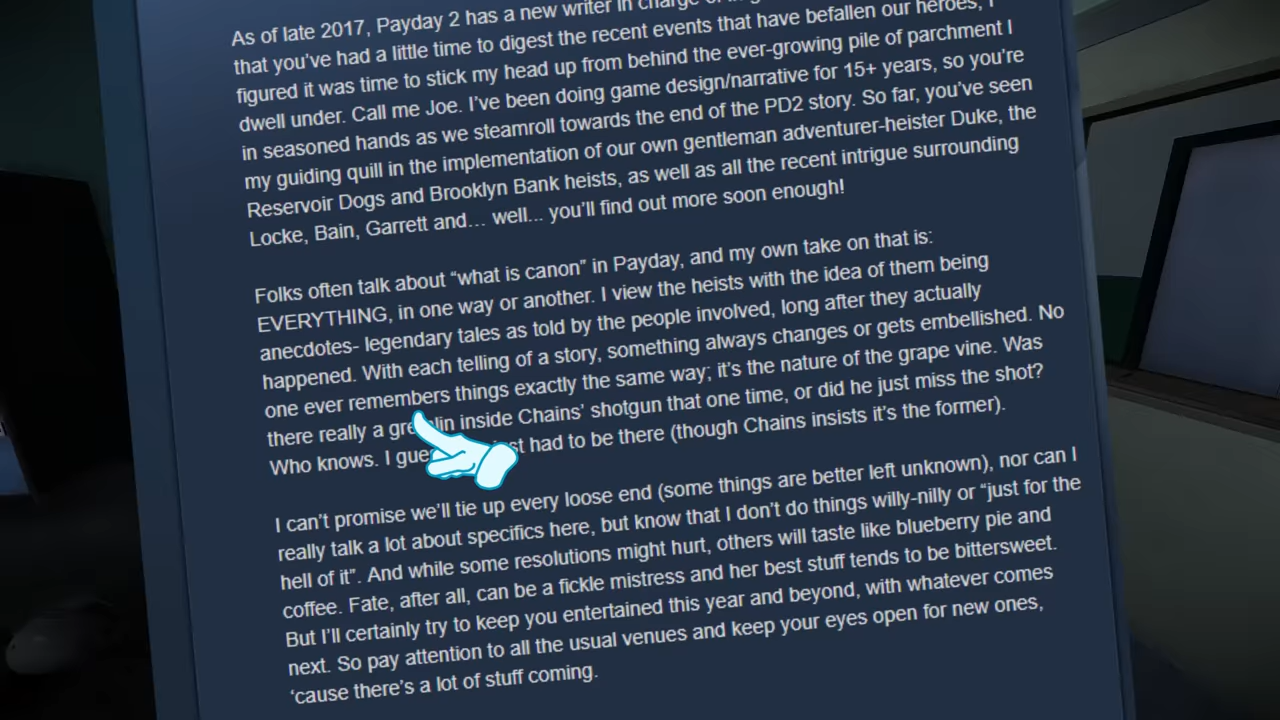 As of late 2017, Payday 2 has a new writer in charge
that you've had a little time to digest the recent events that have befallen our heroes, I
figured it was time to stick my head up from behind the ever-growing pile of parchment I
dwell under. Call me Joe. I've been doing game design/narrative for 15+ years, so you're
in seasoned hands as we steamroll towards the end of the PD2 story. So far, you've seen
my guiding quill in the implementation of our own gentleman adventurer-heister Duke, the
Reservoir Dogs and Brooklyn Bank heists, as well as all the recent intrigue surrounding
Locke, Bain, Garrett and... well... you'll find out more soon enough!
Folks often talk about "what is canon" in Payday, and my own take on that is:
EVERYTHING, in one way or another. I view the heists with the idea of them being
anecdotes- legendary tales as told by the people involved, long after they actually
happened. With each telling of a story, something always changes or gets embellished. No
one ever remembers things exactly the same way; it's the nature of the grape vine. Was
there really a gremlin inside Chains' shotgun that one time, or did he just miss the shot?
Who knows. I had to be there (though Chains insists it's the former).
I can't promise we'll tie up every loose end (some things are better left unknown), nor can I
really talk a lot about specifics here, but know that I don't do things willy-nilly or "just for the
hell of it". And while some resolutions might hurt, others will taste like blueberry pie and
coffee. Fate, after all, can be a fickle mistress and her best stuff tends to be bittersweet.
But I'll certainly try to keep you entertained this year and beyond, with whatever comes
next. So pay attention to all the usual venues and keep your eyes open for new ones,
'cause there's a lot of stuff coming.